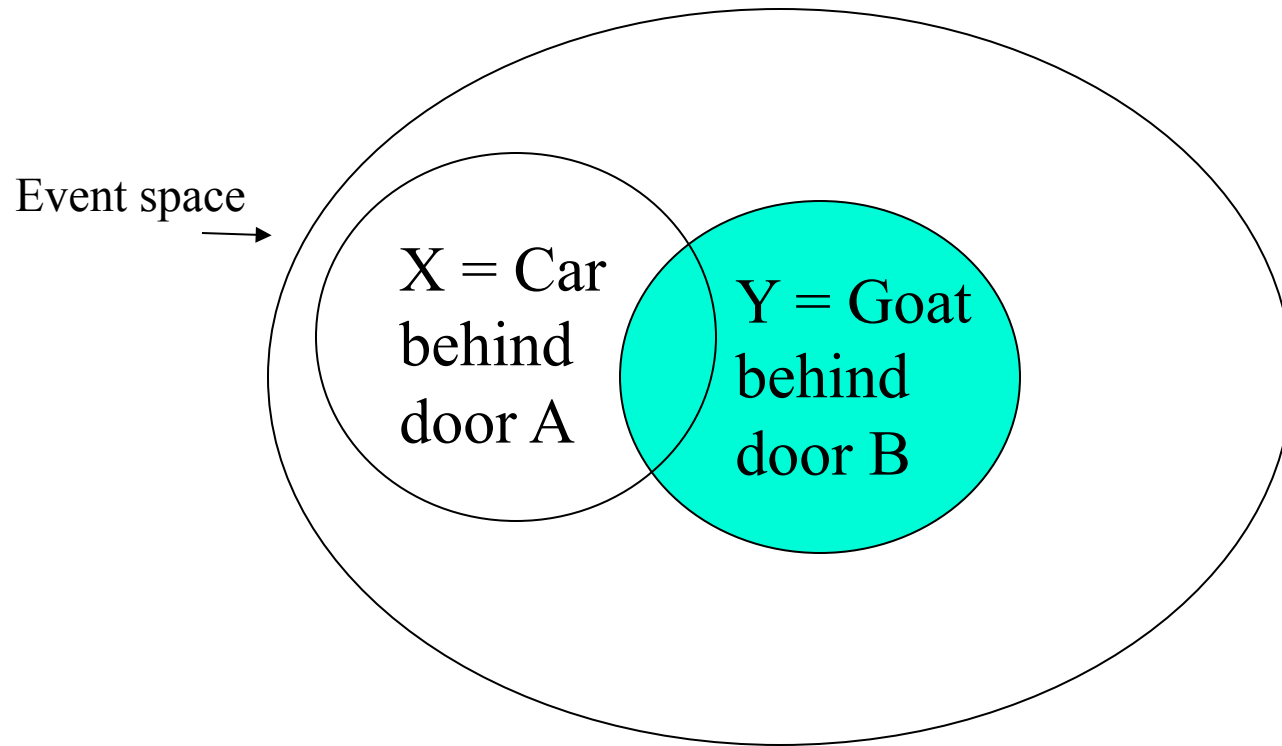 Event space
X = Car
behind
door A
Y = Goat
behind
door B